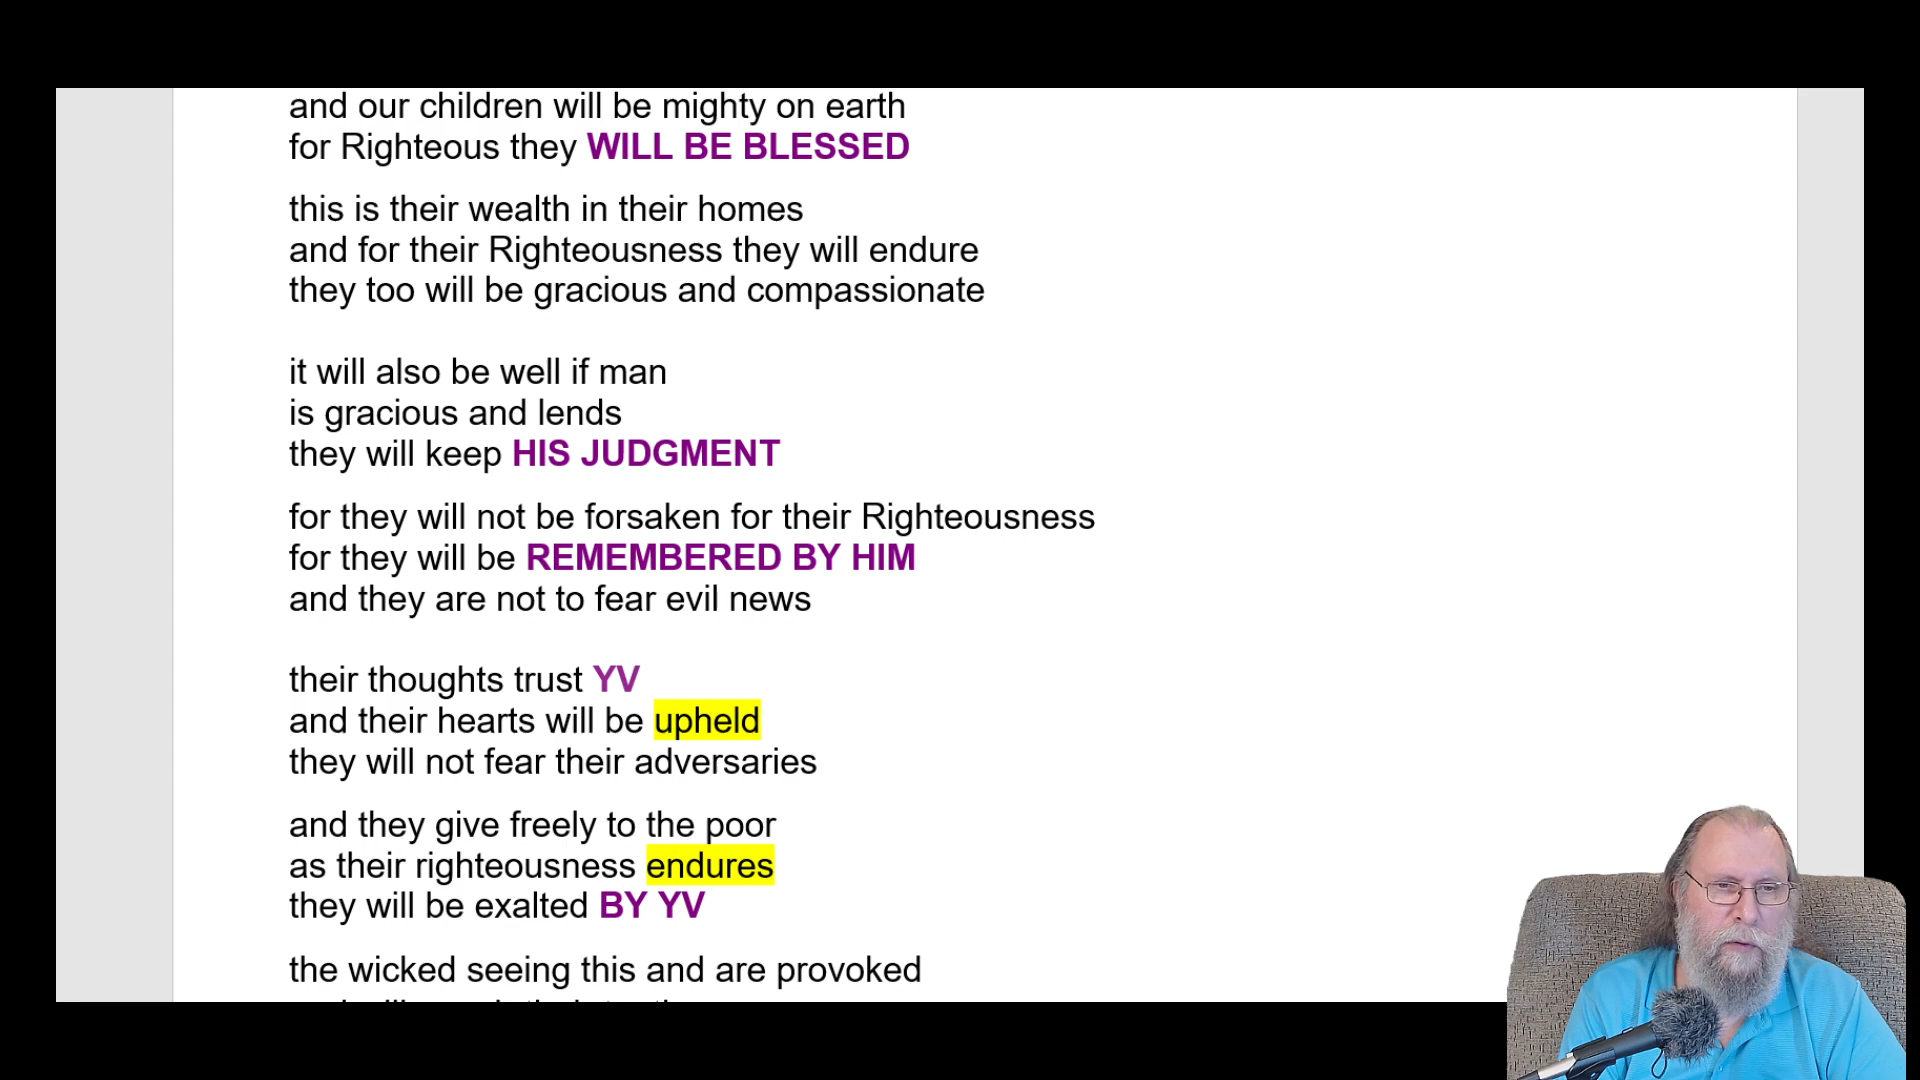 and our children will be mighty on earth
for Righteous they WILL BE BLESSED
this is their wealth in their homes
and for their Righteousness they will endure
they too will be gracious and compassionate
it will also be well if man
is gracious and lends
they will keep HIS JUDGMENT
for they will not be forsaken for their Righteousness
for they will be REMEMBERED BY HIM
and they are not to fear evil news
their thoughts trust YV
and their hearts will be upheld
they will not fear their adversaries
and they give freely to the poor
as their righteousness endures
they will be exalted BY YV
the wicked seeing this and are provoked